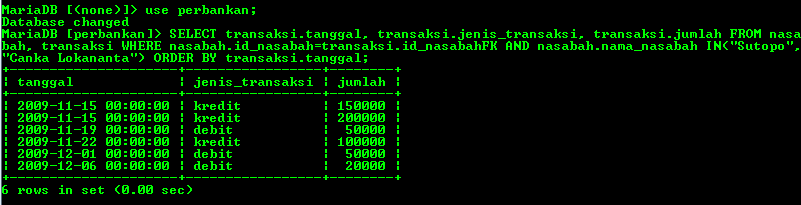 MariaDB [(none)]> use perbankan;
Database changed
MariaDB [perbankan]> SELECT transaksi.tanggal, transaksi.jenis_transaksi, transaksi.jumlah FROM nasa
bah, transaksi WHERE nasabah.id_nasabah=transaksi.id_nasabahFK AND nasabah.nama_nasabah IN("Sutopo",
"Canka Lokananta") ORDER BY transaksi.tanggal;
+---------------------+-----------------+--------+
| tanggal             | jenis_transaksi | jumlah |
+---------------------+-----------------+--------+
| 2009-11-15 00:00:00 | kredit          | 150000 |
| 2009-11-15 00:00:00 | kredit          | 200000 |
| 2009-11-19 00:00:00 | debit           |  50000 |
| 2009-11-22 00:00:00 | kredit          | 100000 |
| 2009-12-01 00:00:00 | debit           |  50000 |
| 2009-12-06 00:00:00 | debit           |  20000 |
+---------------------+-----------------+--------+
6 rows in set (0.00 sec)